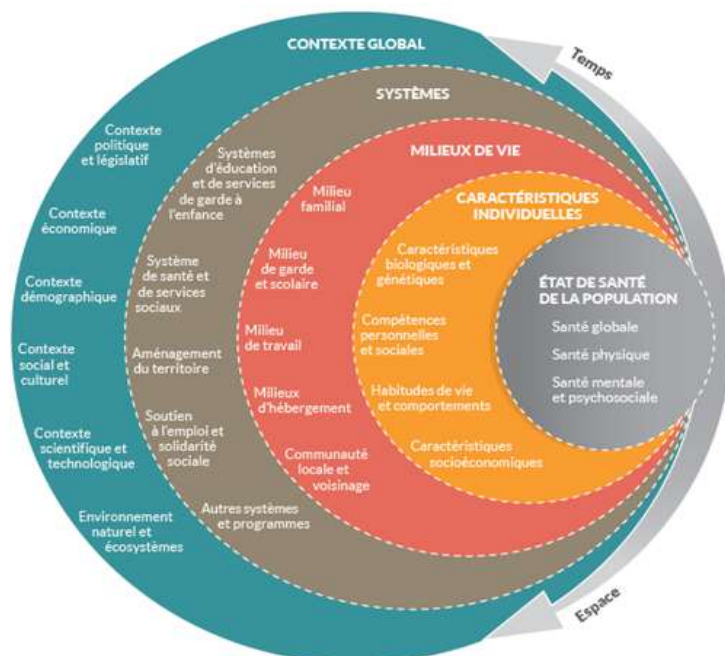 CONTEXTE GLOBAL
Temps
SYSTÈMES
MILIEUX DE VIE
CARACTÉRISTIQUES
INDIVIDUELLES
ÉTAT DE SANTÉ
DE LA POPULATION
Santé globale
Santé physique
Santé mentale
et psychosociale
Contexte
politique
et législatif
Contexte
économique
Contexte
démographique
Contexte
social et
culturel
Contexte
scientifique et
technologique
Environnement
naturel et
écosystèmes
Systèmes
d'éducation
et de services
de garde à
l'enfance
Système
de santé et
de services
sociaux
Aménagement
du territoire
Soutien
à l'emploi et
solidarité
sociale
Autres systèmes
et programmes
Milieu
familial
Milieu
de garde
et scolaire
Milieu
de travail
Milieux
d'hébergement
Communauté
locale et
voisinage
Caractéristiques
biologiques et
génétiques
Compétences
personnelles
et sociales
Habitudes de vie
et comportements
Caractéristiques
socioéconomiques
Espace